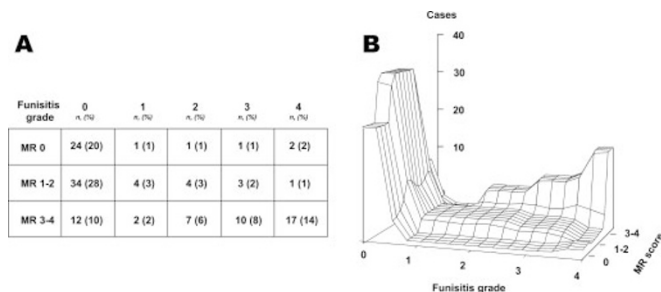 A
Funisitis grade 0 1 2 3 4
n, (%) n, (%) n, (%) n, (%) n, (%)
MR 0 24 (20) 1 (1) 1 (1) 1 (1) 2 (2)
MR 1-2 34 (28) 4 (3) 4 (3) 3 (2) 1 (1)
MR 3-4 12 (10) 2 (2) 7 (6) 10 (8) 17 (14)
B
Cases
40
30
20
10
0 1 2 3 4
Funisitis grade
0
1-2
3-4
MR score